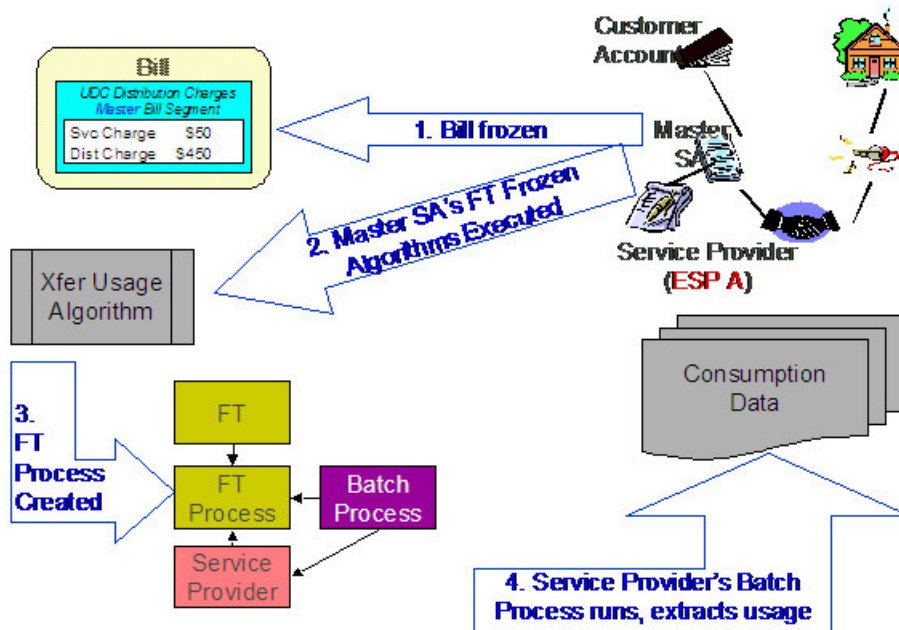 Customer
Account
Bill
UDC Distribution Charges
Master Bill Segment
Svc Charge $50
Dist Charge $450
1. Bill frozen
Master
SA
2. Master SA's FT Frozen
Algorithms Executed
Service Provider
(ESP A)
Xfer Usage
Algorithm
Consumption
Data
3.
FT
Process
Created
FT
FT
Process
Batch
Process
Service
Provider
4. Service Provider's Batch
Process runs, extracts usage